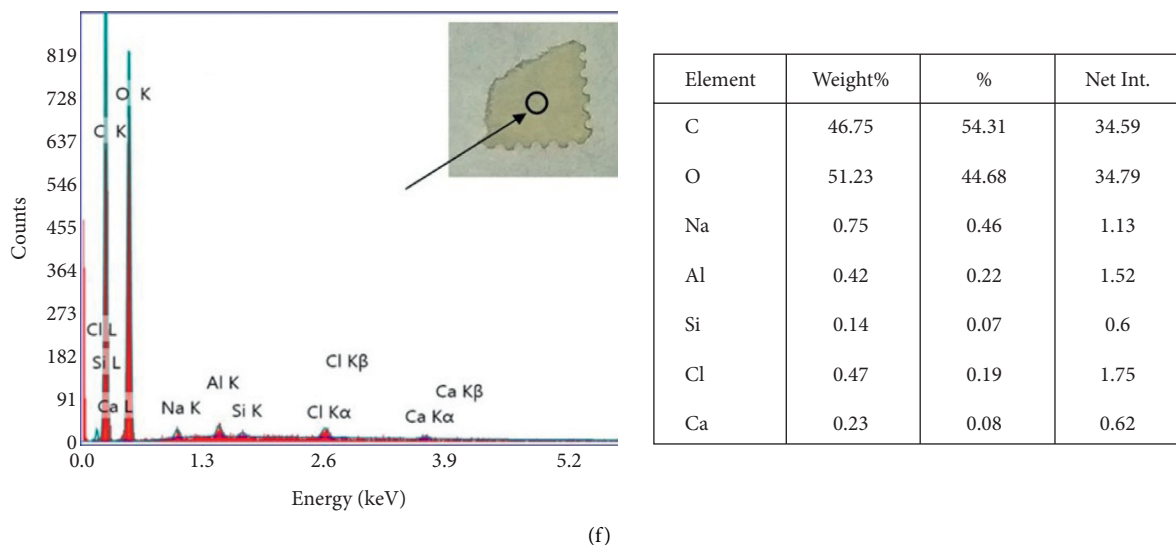 819
728
637
546
455
364
273
182
91
0
Counts
O K
C K
Cl L
Si L
Ca L
Na K
Al K
Si K
Cl Kβ
Cl Kα
Ca Kβ
Ca Kα
0.0 1.3 2.6 3.9 5.2
Energy (keV)
Element Weight% % Net Int.
C 46.75 54.31 34.59
O 51.23 44.68 34.79
Na 0.75 0.46 1.13
Al 0.42 0.22 1.52
Si 0.14 0.07 0.6
Cl 0.47 0.19 1.75
Ca 0.23 0.08 0.62
(f)